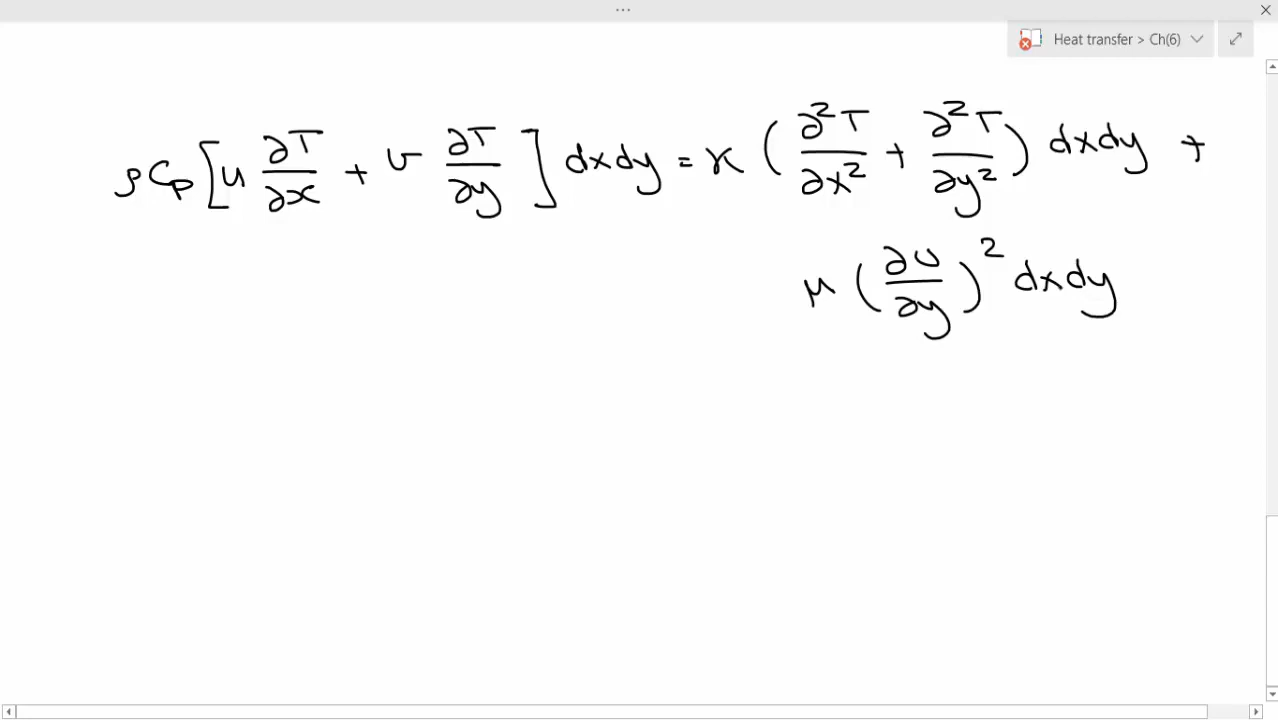 Heat transfer > Ch(6)
ρCp[u ∂T/∂x + v ∂T/∂y] dxdy = K (∂²T/∂x² + ∂²T/∂y²) dxdy +
μ (∂u/∂y)² dxdy